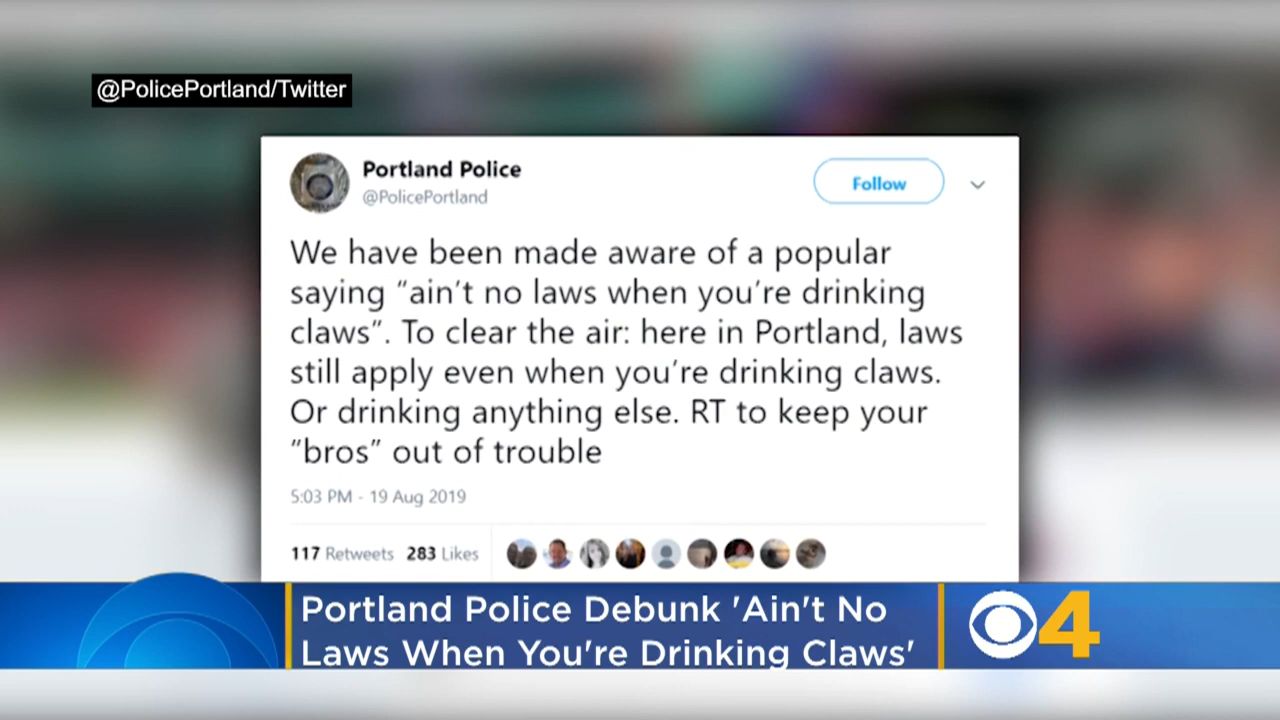 @PolicePortland/Twitter
Portland Police
@PolicePortland
Follow
We have been made aware of a popular
saying “ain’t no laws when you’re drinking
claws”. To clear the air: here in Portland, laws
still apply even when you’re drinking claws.
Or drinking anything else. RT to keep your
”bros” out of trouble
5:03 PM - 19 Aug 2019
117 Retweets 283 Likes
Portland Police Debunk 'Ain't No
Laws When You're Drinking Claws'
4